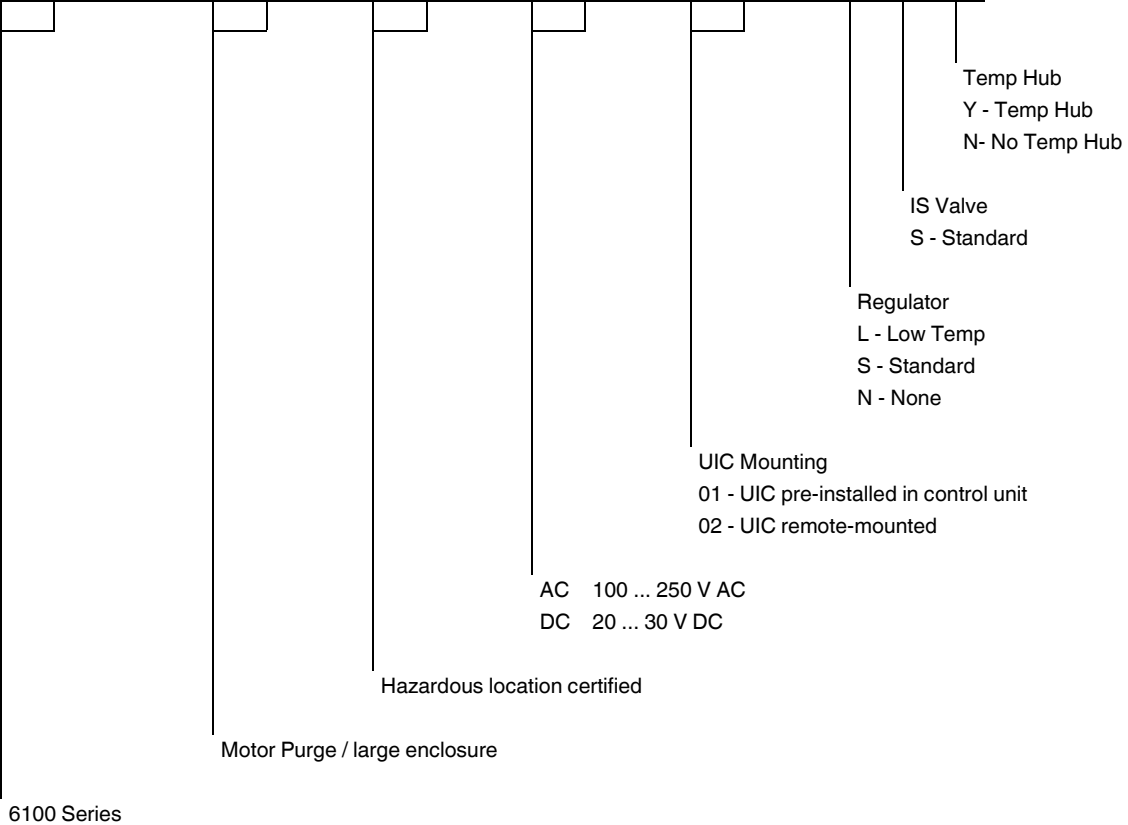 Temp Hub
Y - Temp Hub
N- No Temp Hub
IS Valve
S - Standard
Regulator
L - Low Temp
S - Standard
N - None
UIC Mounting
01 - UIC pre-installed in control unit
02 - UIC remote-mounted
AC 100 ... 250 V AC
DC 20 ... 30 V DC
Hazardous location certified
Motor Purge / large enclosure
6100 Series